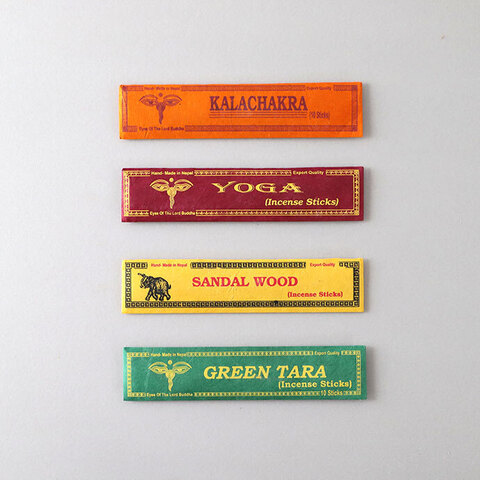 Hand- Made in Nepal Export Quality
KALACHAKRA
(10 Sticks)
Eyes Of The Lord Buddha
Hand- Made in Nepal Export Quality
YOGA
(Incense Sticks)
Eyes Of The Lord Buddha
Hand- Made in Nepal Export Quality
SANDAL WOOD
(Incense Sticks)
Hand- Made in Nepal Export Quality
GREEN TARA
(Incense Sticks)
Eyes Of The Lord Buddha 10 Sticks